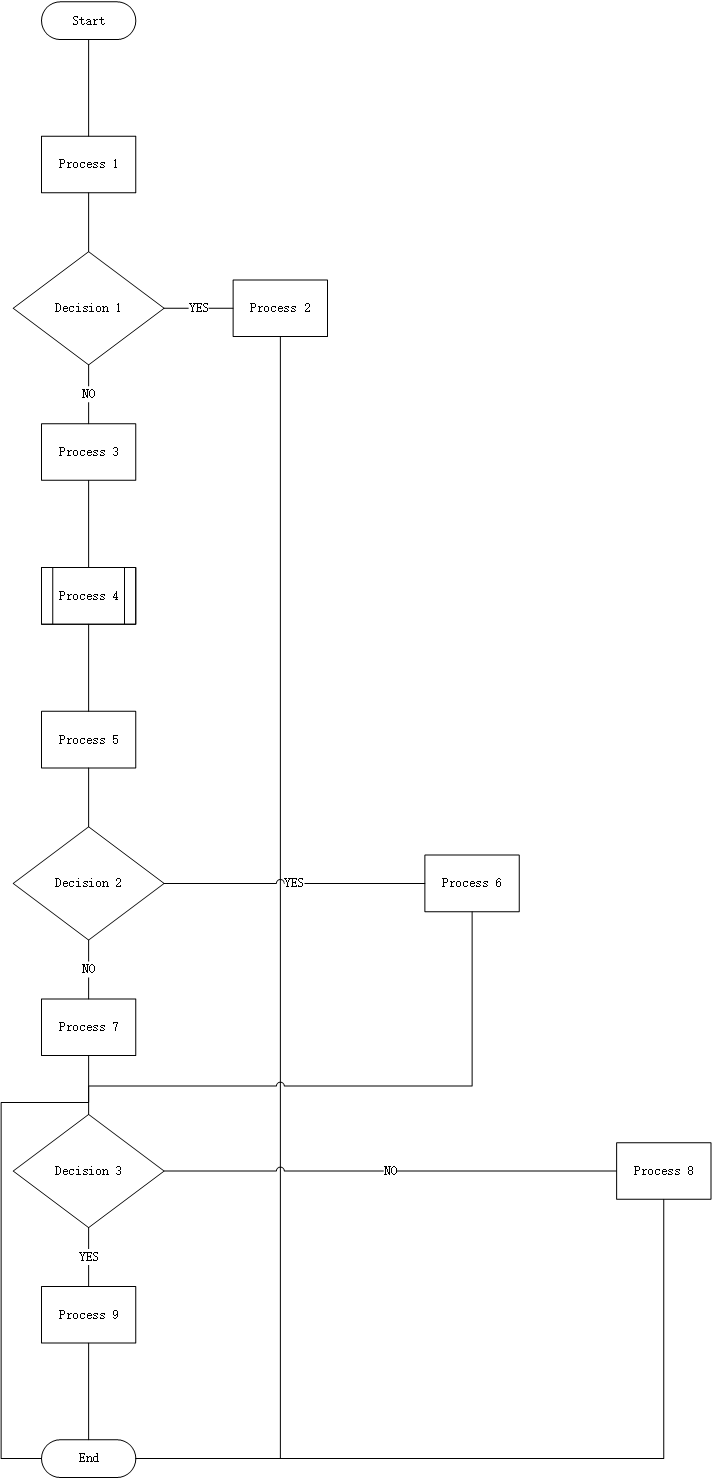 Start
Process 1
Decision 1
YES
Process 2
NO
Process 3
Process 4
Process 5
Decision 2
YES
Process 6
NO
Process 7
Decision 3
NO
Process 8
YES
Process 9
End